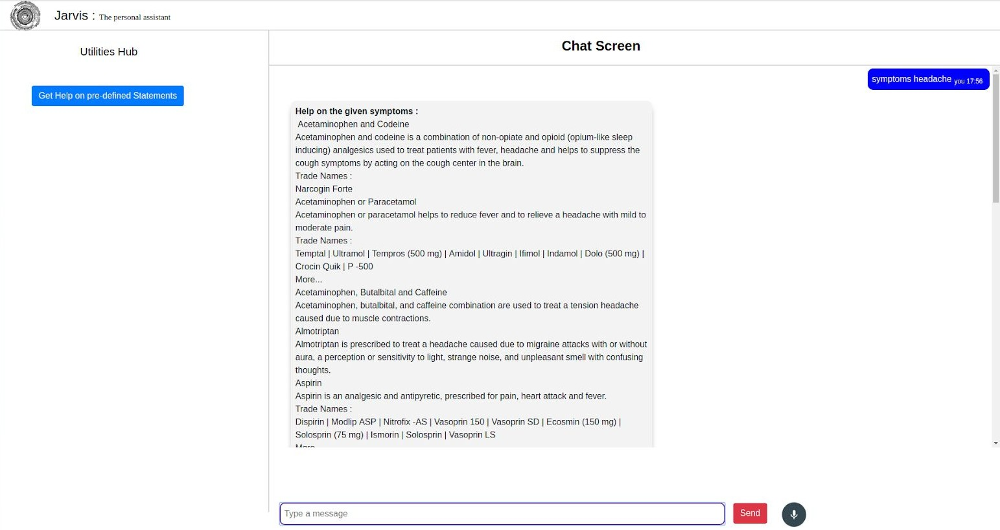 Jarvis : The personal assistant
Utilities Hub
Get Help on pre-defined Statements
Chat Screen
symptoms headache you 17:56
Help on the given symptoms :
Acetaminophen and Codeine
Acetaminophen and codeine is a combination of non-opiate and opioid (opium-like sleep
inducing) analgesics used to treat patients with fever, headache and helps to suppress the
cough symptoms by acting on the cough center in the brain.
Trade Names :
Narcogin Forte
Acetaminophen or Paracetamol
Acetaminophen or paracetamol helps to reduce fever and to relieve a headache with mild to
moderate pain.
Trade Names :
Temptal | Ultramol | Tempros (500 mg) | Amidol | Ultragin | Ifimol | Indamol | Dolo (500 mg) |
Crocin Quik | P -500
More...
Acetaminophen, Butalbital and Caffeine
Acetaminophen, butalbital, and caffeine combination are used to treat a tension headache
caused due to muscle contractions.
Almotriptan
Almotriptan is prescribed to treat a headache caused due to migraine attacks with or without
aura, a perception or sensitivity to light, strange noise, and unpleasant smell with confusing
thoughts.
Aspirin
Aspirin is an analgesic and antipyretic, prescribed for pain, heart attack and fever.
Trade Names :
Dispirin | Modlip ASP | Nitrofix -AS | Vasoprin 150 | Vasoprin SD | Ecosmin (150 mg) |
Solosprin (75 mg) | Ismorin | Solosprin | Vasoprin LS
More
Type a message
Send